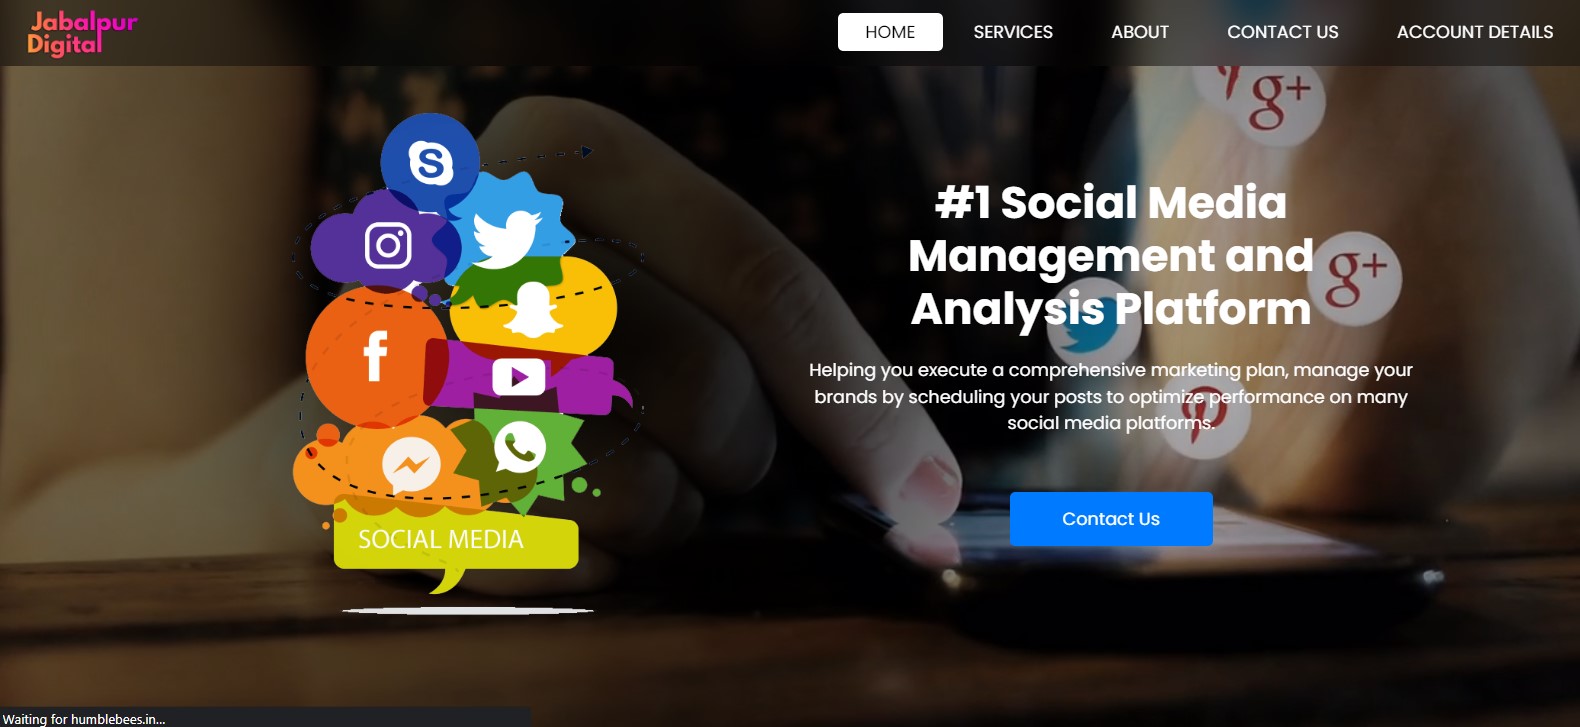 Jabalpur
Digital
HOME
SERVICES
ABOUT
CONTACT US
ACCOUNT DETAILS
g+
#1 Social Media
Management and
Analysis Platform
g+
Helping you execute a comprehensive marketing plan, manage your
brands by scheduling your posts to optimize performance on many
social media platforms.
Contact Us
S
f
SOCIAL MEDIA
Waiting for humblebees.in...